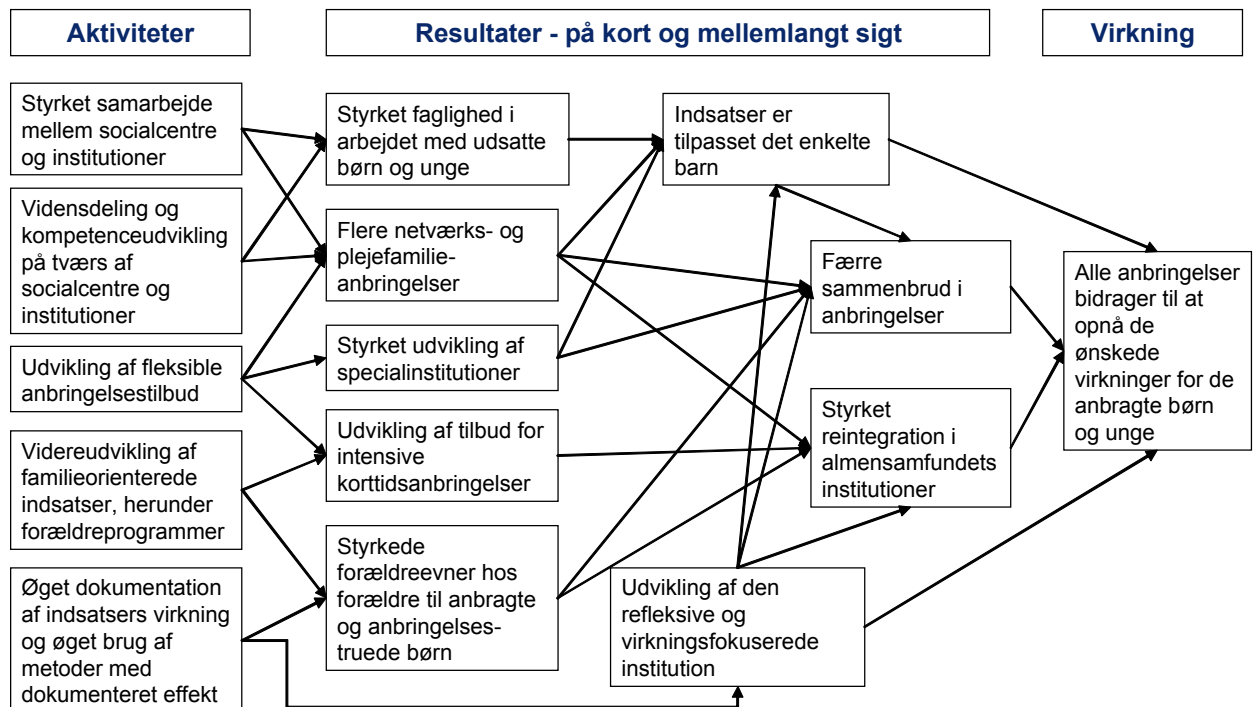 Aktiviteter
Resultater - på kort og mellemlangt sigt
Virkning
Styrket samarbejde
mellem socialcentre
og institutioner
Vidensdeling og
kompetenceudvikling
på tværs af
socialcentre og
institutioner
Udvikling af fleksible
anbringelsestilbud
Videreudvikling af
familieorienterede
indsatser, herunder
forældreprogrammer
Øget dokumentation
af indsatsers virkning
og øget brug af
metoder med
dokumenteret effekt
Styrket faglighed i
arbejdet med udsatte
børn og unge
Flere netværks- og
plejefamilie-
anbringelser
Styrket udvikling af
specialinstitutioner
Udvikling af tilbud for
intensive
korttidsanbringelser
Styrkede
forældreevner hos
forældre til anbragte
og anbringelses-
truede børn
Indsatser er
tilpasset det enkelte
barn
Færre
sammenbrud i
anbringelser
Styrket
reintegration i
almensamfundets
institutioner
Udvikling af den
refleksive og
virkningsfokuserede
institution
Alle anbringelser
bidrager til at
opnå de
ønskede
virkninger for de
anbragte børn
og unge